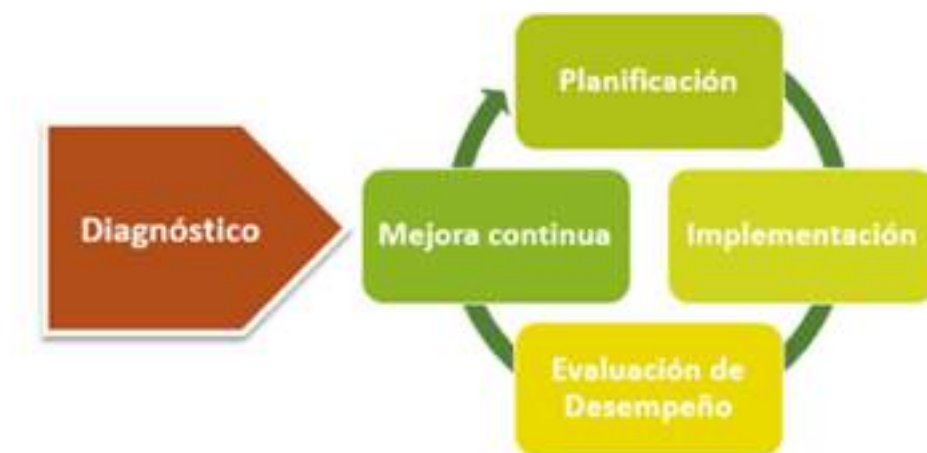 Planificación
Diagnóstico
Mejora continua
Implementación
Evaluación de
Desempeño